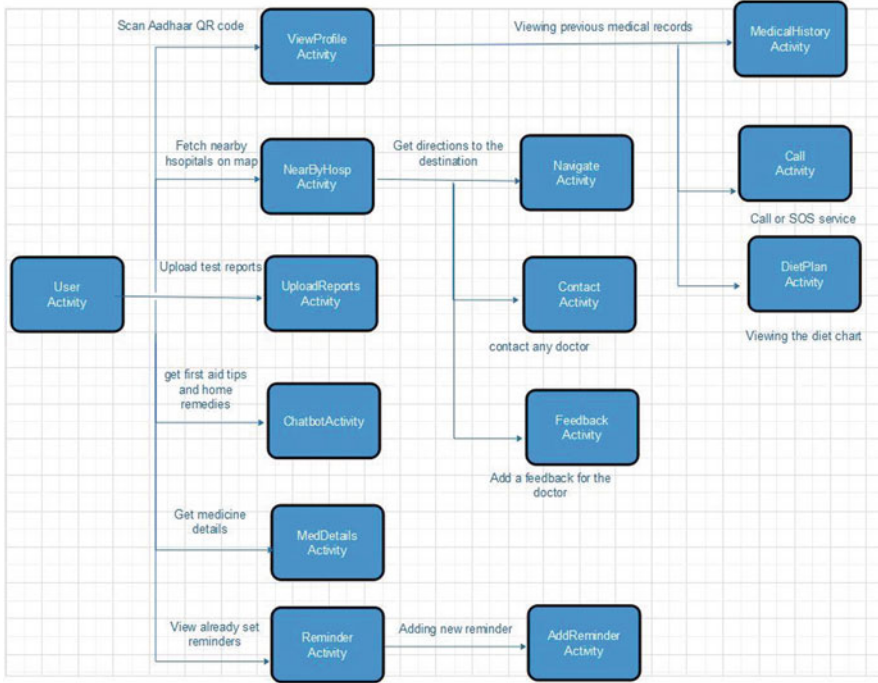 Scan Aadhaar QR code
ViewProfile
Activity
Viewing previous medical records
MedicalHistory
Activity
Fetch nearby
hsopitals on map
NearByHosp
Activity
Get directions to the
destination
Navigate
Activity
Call
Activity
Call or SOS service
User
Activity
Upload test reports
UploadReports
Activity
Contact
Activity
contact any doctor
DietPlan
Activity
Viewing the diet chart
get first aid tips
and home
remedies
ChatbotActivity
Feedback
Activity
Add a feedback for the
doctor
Get medicine
details
MedDetails
Activity
View already set
reminders
Reminder
Activity
Adding new reminder
AddReminder
Activity